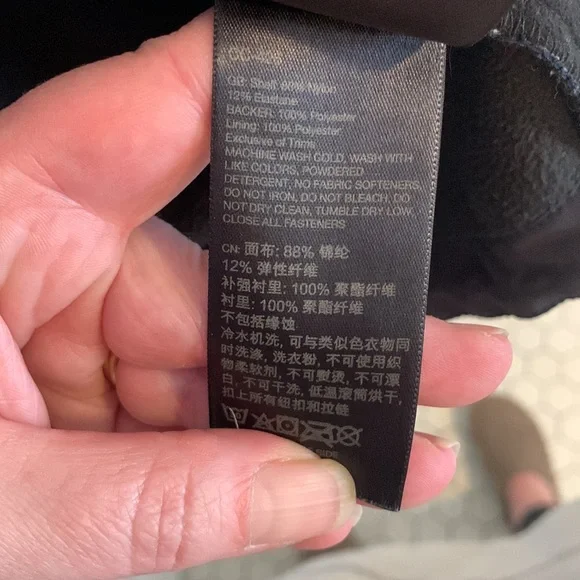 GB: Shell: 88% Nylon
12% Elastane
BACKER: 100% Polyester
Lining: 100% Polyester
Exclusive of Trims
MACHINE WASH COLD, WASH WITH
LIKE COLORS, POWDERED
DETERGENT, NO FABRIC SOFTENERS,
DO NOT IRON, DO NOT BLEACH, DO
NOT DRY CLEAN, TUMBLE DRY LOW,
CLOSE ALL FASTENERS
CN: 面布: 88% 锦纶
12% 弹性纤维
补强衬里: 100% 聚酯纤维
衬里: 100% 聚酯纤维
不包括缘蚀
冷水机洗, 可与类似色衣物同
时洗涤, 洗衣粉, 不可使用织
物柔软剂, 不可熨烫, 不可漂
白, 不可干洗, 低温滚筒烘干,
扣上所有纽扣和拉链
SIDE